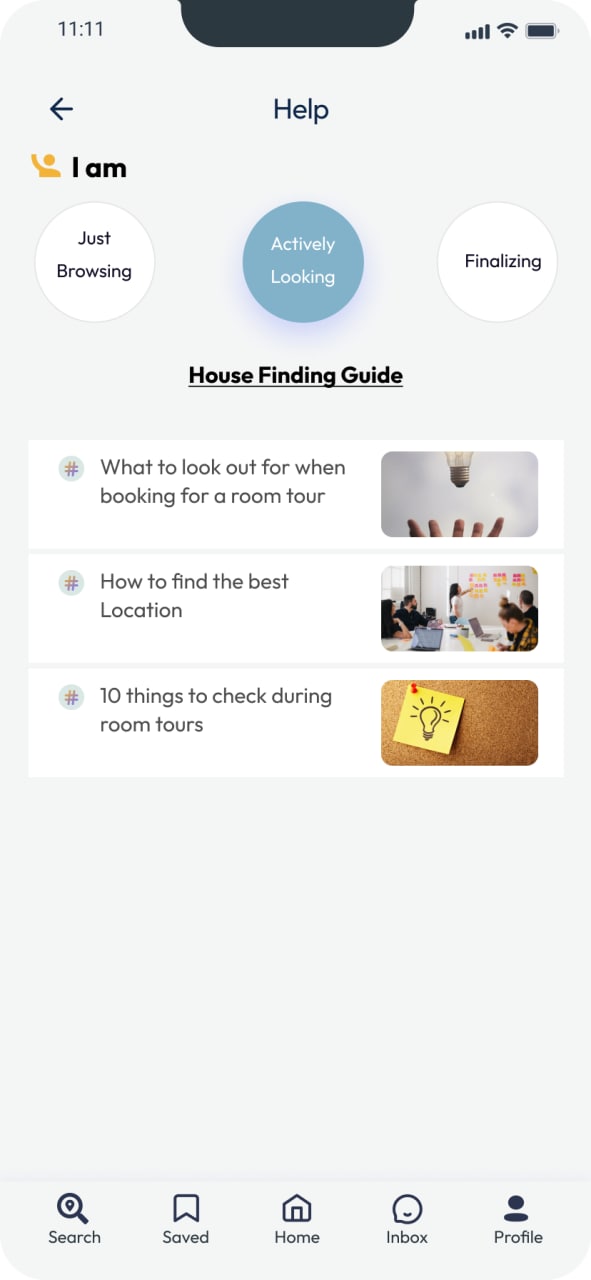 11:11
Help
I am
Just
Browsing
Actively
Looking
Finalizing
House Finding Guide
# What to look out for when
booking for a room tour
# How to find the best
Location
# 10 things to check during
room tours
Search
Saved
Home
Inbox
Profile